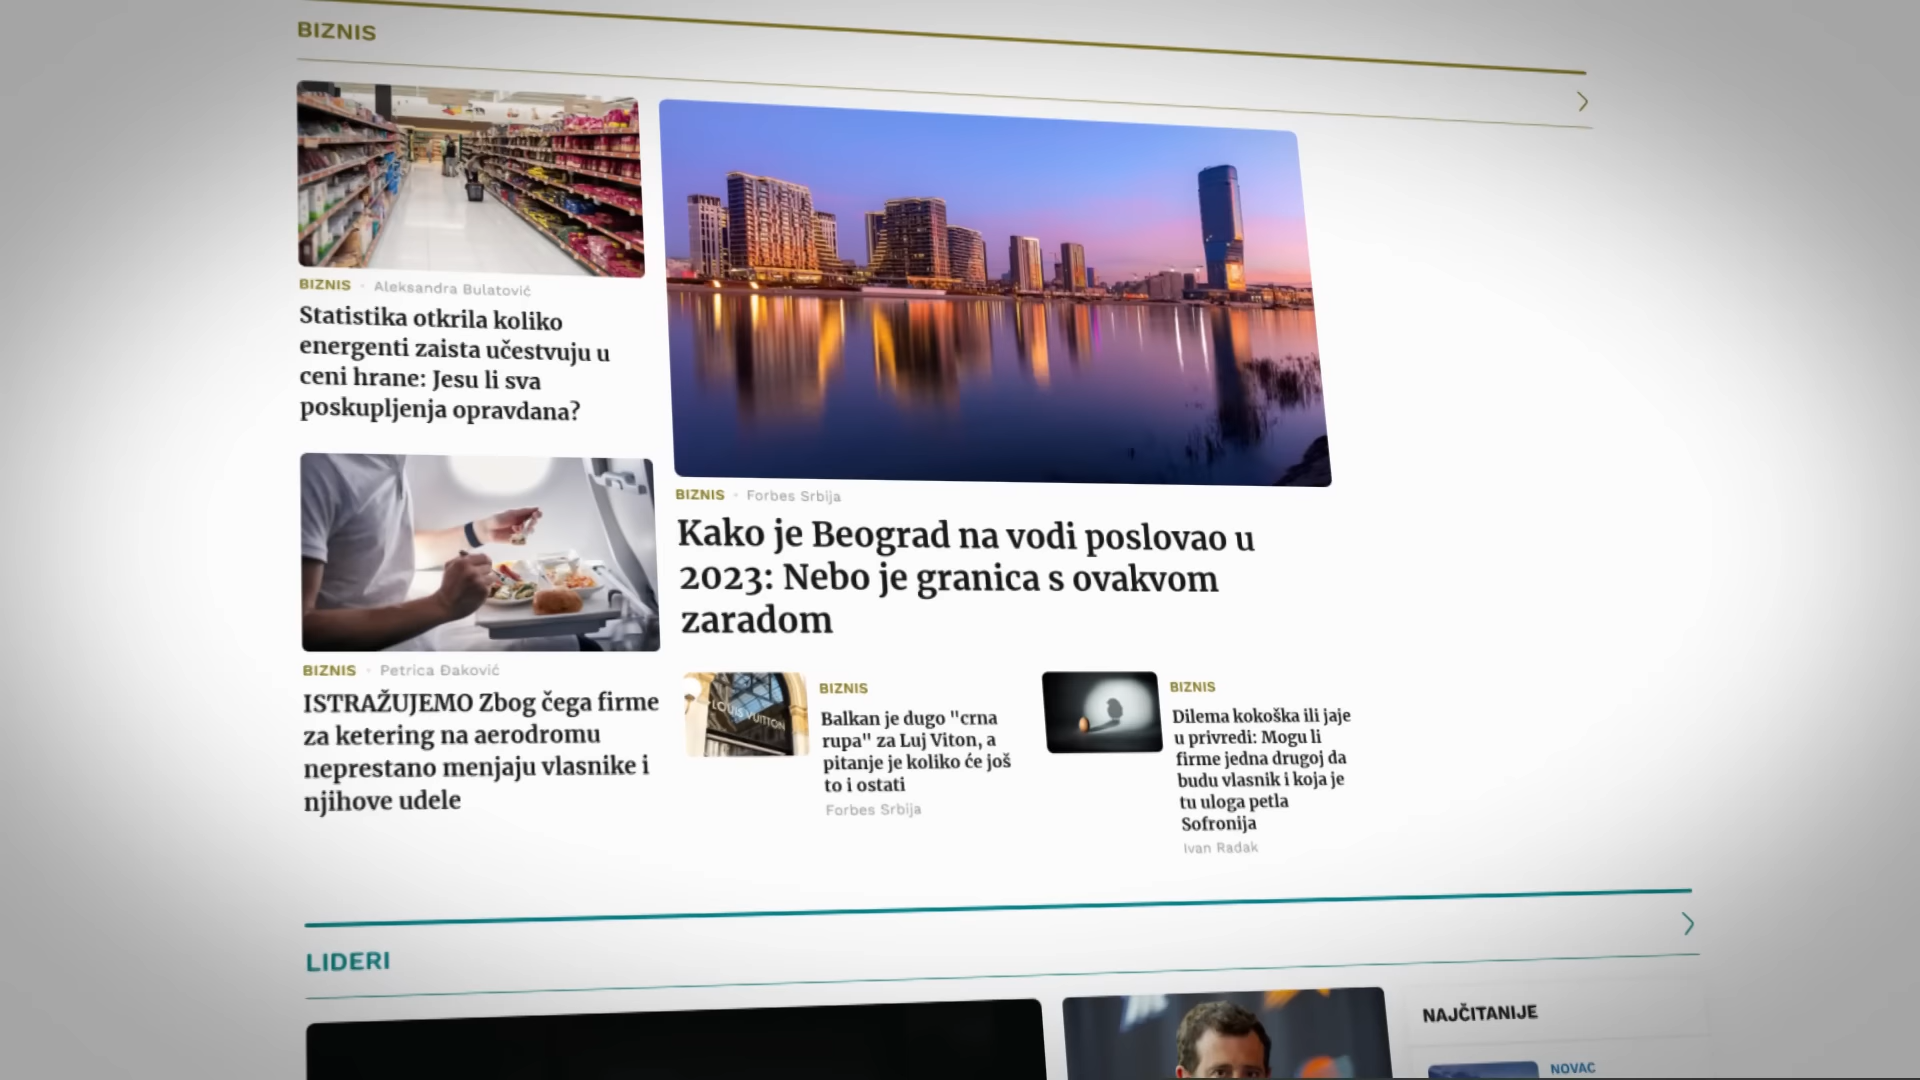 BIZNIS
BIZNIS • Aleksandra Bulatović
Statistika otkrila koliko
energenti zaista učestvuju u
ceni hrane: Jesu li sva
poskupljenja opravdana?
BIZNIS • Petrica Đaković
ISTRAŽUJEMO Zbog čega firme
za ketering na aerodromu
neprestano menjaju vlasnike i
njihove udele
BIZNIS • Forbes Srbija
Kako je Beograd na vodi poslovao u
2023: Nebo je granica s ovakvom
zaradom
LOUIS VUITTON
BIZNIS
Balkan je dugo "crna
rupa" za Luj Viton, a
pitanje je koliko će još
to i ostati
Forbes Srbija
BIZNIS
Dilema kokoška ili jaje
u privredi: Mogu li
firme jedna drugoj da
budu vlasnik i koja je
tu uloga petla
Sofronija
Ivan Radak
LIDERI
NAJČITANIJE
NOVAC